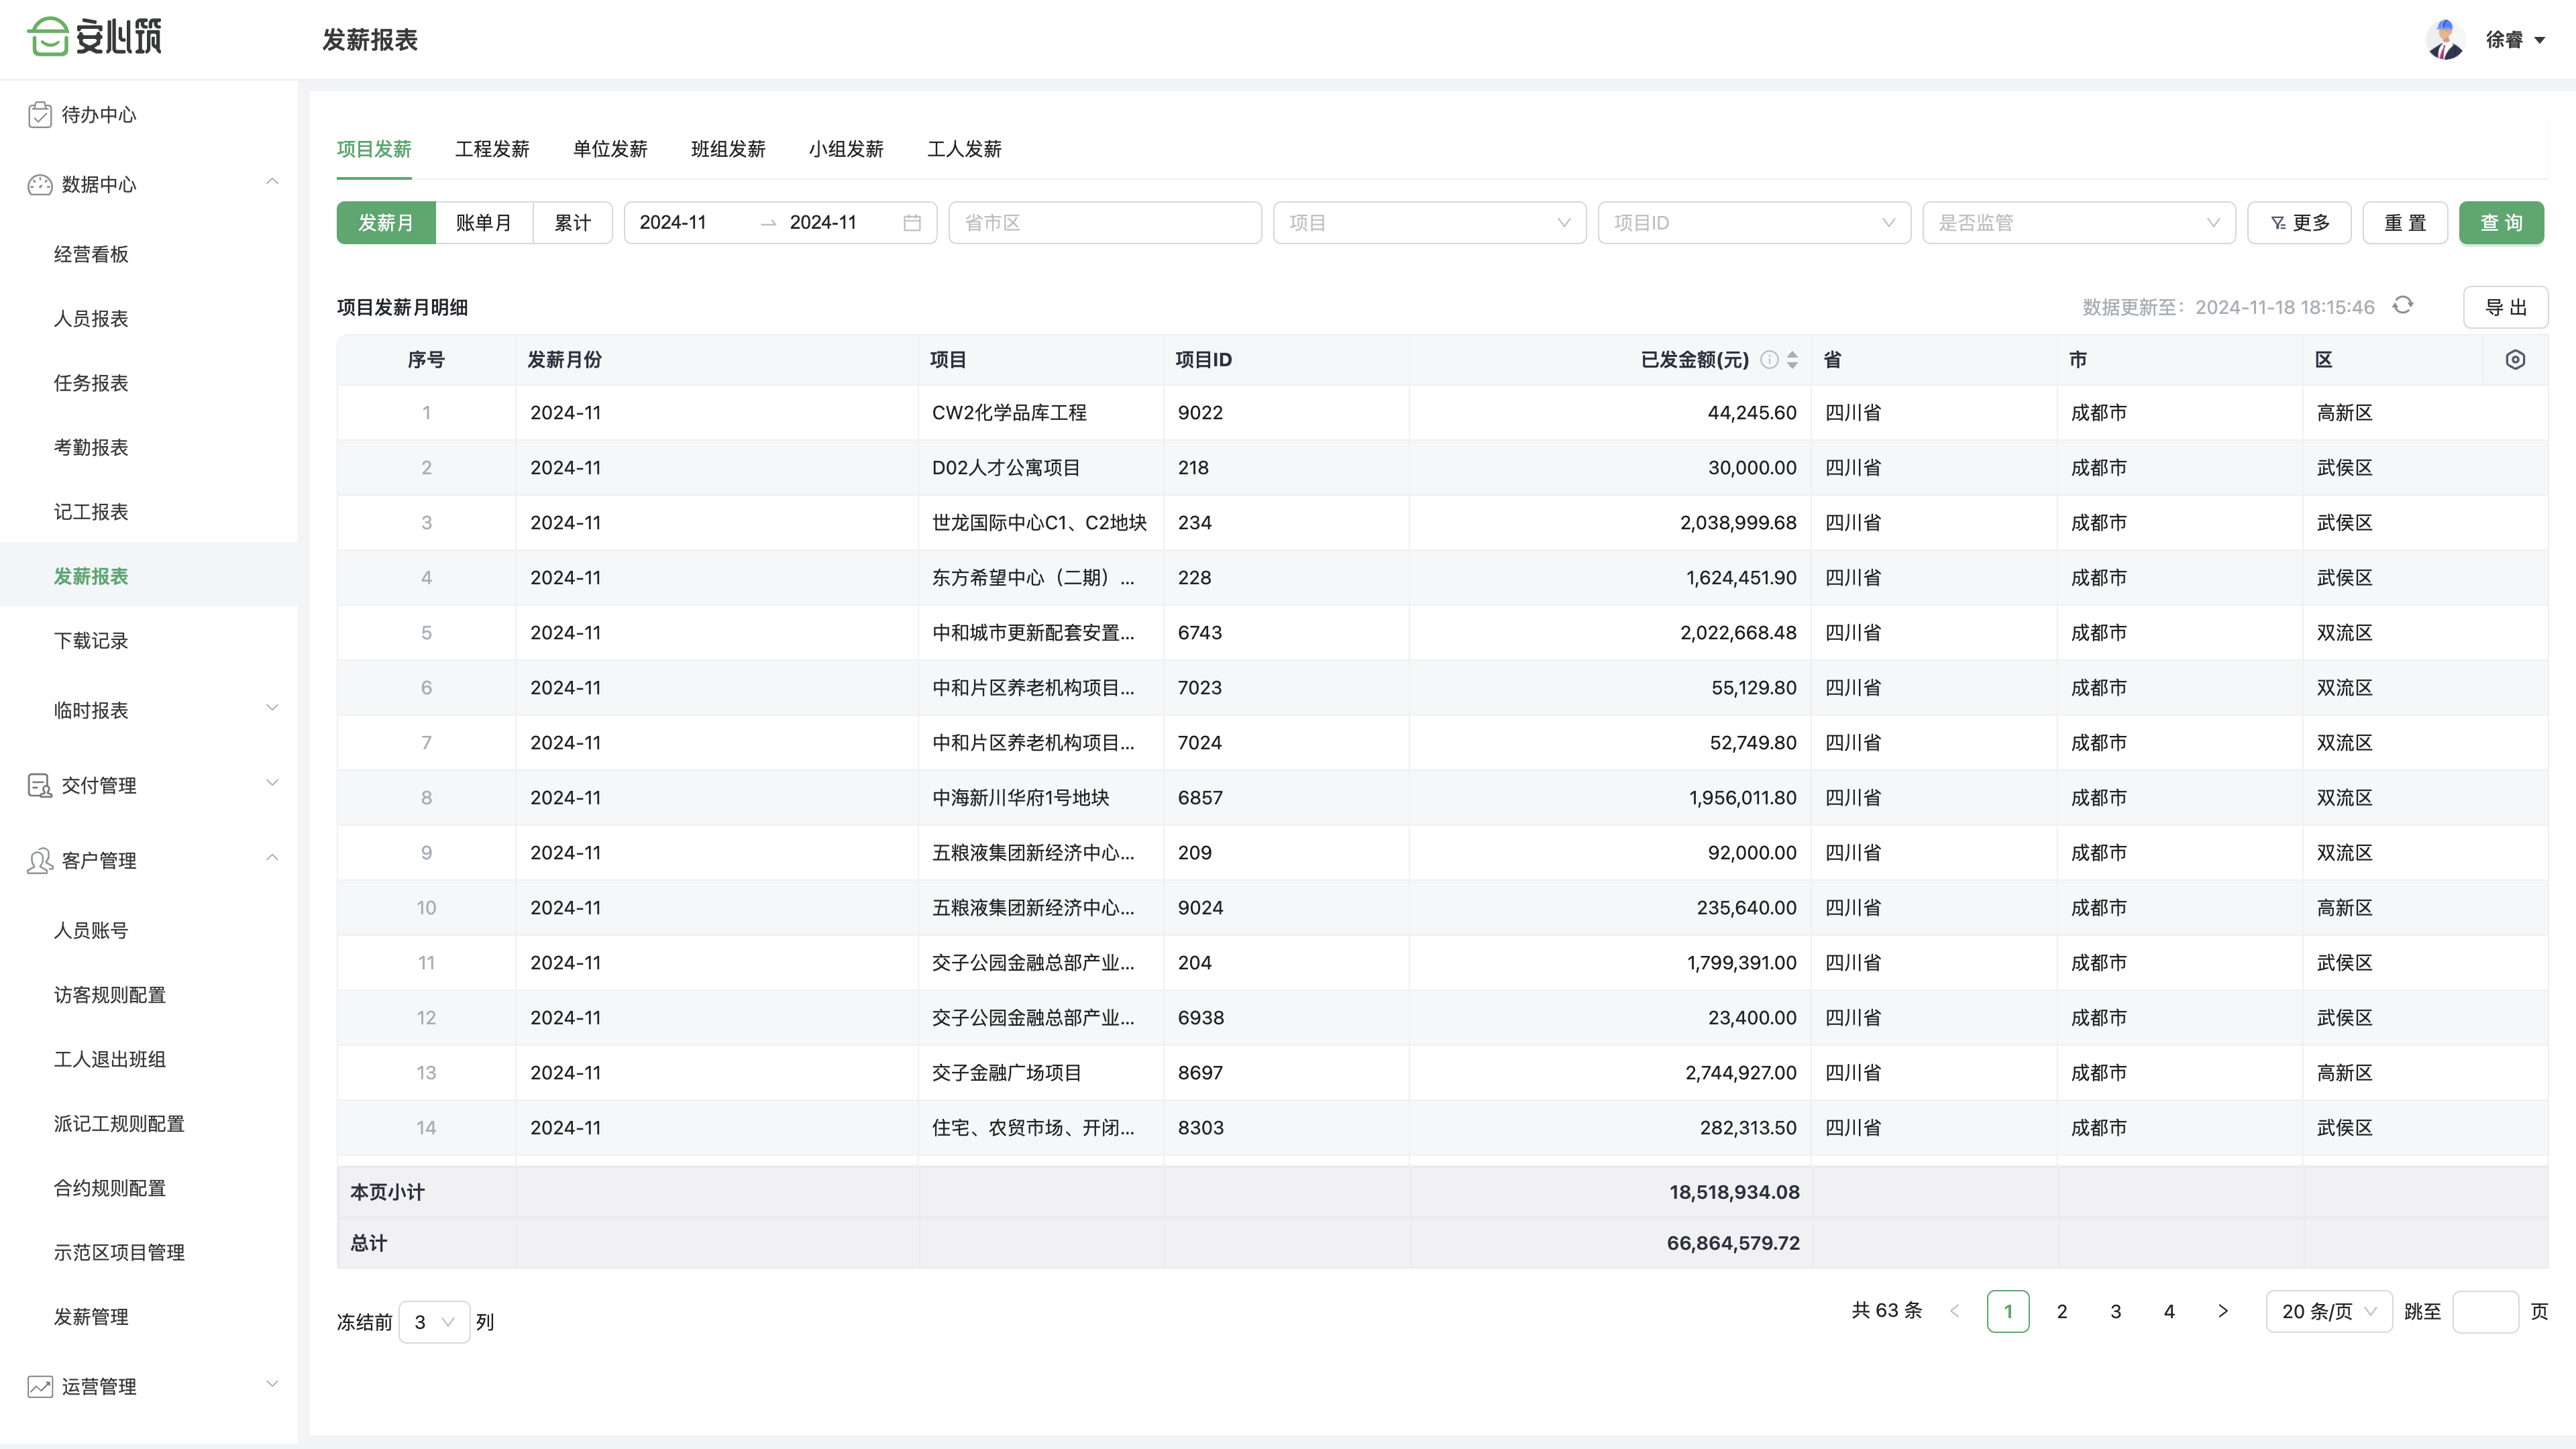 安心筑
发薪报表
徐睿
待办中心
数据中心
经营看板
人员报表
任务报表
考勤报表
记工报表
发薪报表
下载记录
临时报表
交付管理
客户管理
人员账号
访客规则配置
工人退出班组
派记工规则配置
合约规则配置
示范区项目管理
发薪管理
运营管理
项目发薪 工程发薪 单位发薪 班组发薪 小组发薪 工人发薪
发薪月 账单月 累计 2024-11 → 2024-11 省市区 项目 项目ID 是否监管 更多 重置 查询
项目发薪月明细 数据更新至：2024-11-18 18:15:46 导出
序号 发薪月份 项目 项目ID 已发金额(元) 省 市 区
1 2024-11 CW2化学品库工程 9022 44,245.60 四川省 成都市 高新区
2 2024-11 D02人才公寓项目 218 30,000.00 四川省 成都市 武侯区
3 2024-11 世龙国际中心C1、C2地块 234 2,038,999.68 四川省 成都市 武侯区
4 2024-11 东方希望中心（二期）... 228 1,624,451.90 四川省 成都市 武侯区
5 2024-11 中和城市更新配套安置... 6743 2,022,668.48 四川省 成都市 双流区
6 2024-11 中和片区养老机构项目... 7023 55,129.80 四川省 成都市 双流区
7 2024-11 中和片区养老机构项目... 7024 52,749.80 四川省 成都市 双流区
8 2024-11 中海新川华府1号地块 6857 1,956,011.80 四川省 成都市 双流区
9 2024-11 五粮液集团新经济中心... 209 92,000.00 四川省 成都市 双流区
10 2024-11 五粮液集团新经济中心... 9024 235,640.00 四川省 成都市 高新区
11 2024-11 交子公园金融总部产业... 204 1,799,391.00 四川省 成都市 武侯区
12 2024-11 交子公园金融总部产业... 6938 23,400.00 四川省 成都市 武侯区
13 2024-11 交子金融广场项目 8697 2,744,927.00 四川省 成都市 高新区
14 2024-11 住宅、农贸市场、开闭... 8303 282,313.50 四川省 成都市 武侯区
本页小计 18,518,934.08
总计 66,864,579.72
冻结前 3 列 共 63 条 < 1 2 3 4 > 20 条/页 跳至 页